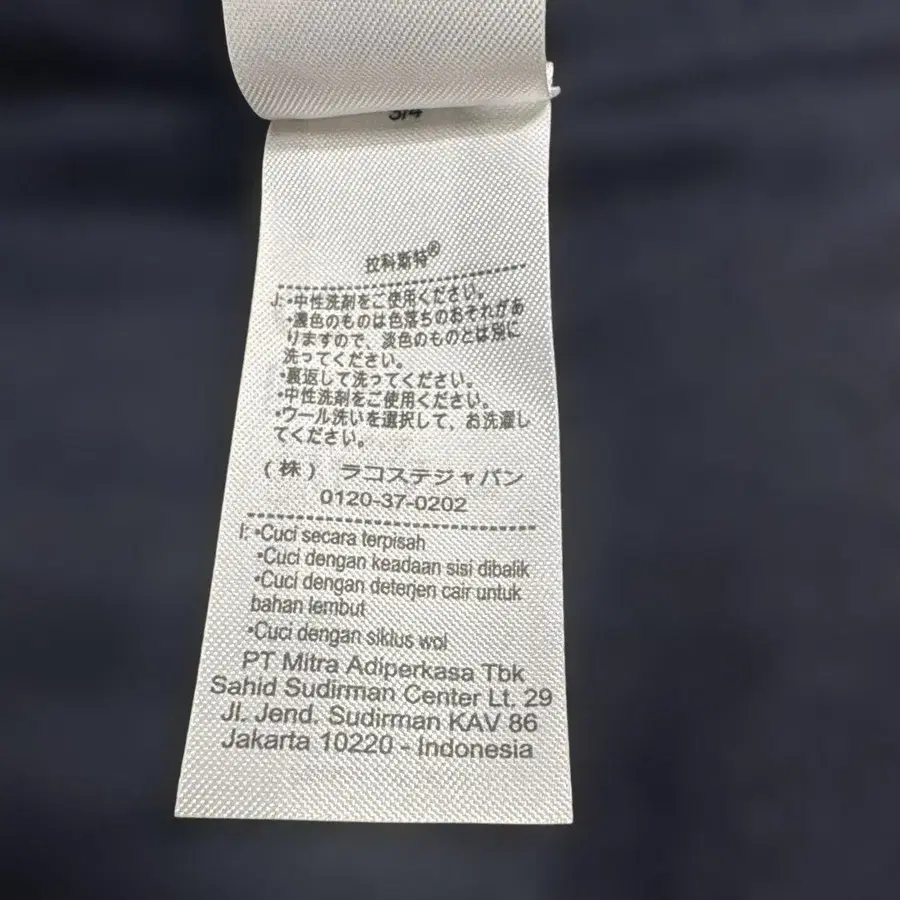 3/4
拉科斯特®
J: •中性洗剤をご使用ください。
•濃色のものは色落ちのおそれがあ
りますので、淡色のものとは別に
洗ってください。
•裏返して洗ってください。
•中性洗剤をご使用ください。
•ウール洗いを選択して、お洗濯し
てください。
（株） ラコステジャパン
0120-37-0202
I: •Cuci secara terpisah
•Cuci dengan keadaan sisi dibalik
•Cuci dengan deterjen cair untuk
bahan lembut
•Cuci dengan siklus wol
PT Mitra Adiperkasa Tbk
Sahid Sudirman Center Lt. 29
Jl. Jend. Sudirman KAV 86
Jakarta 10220 - Indonesia